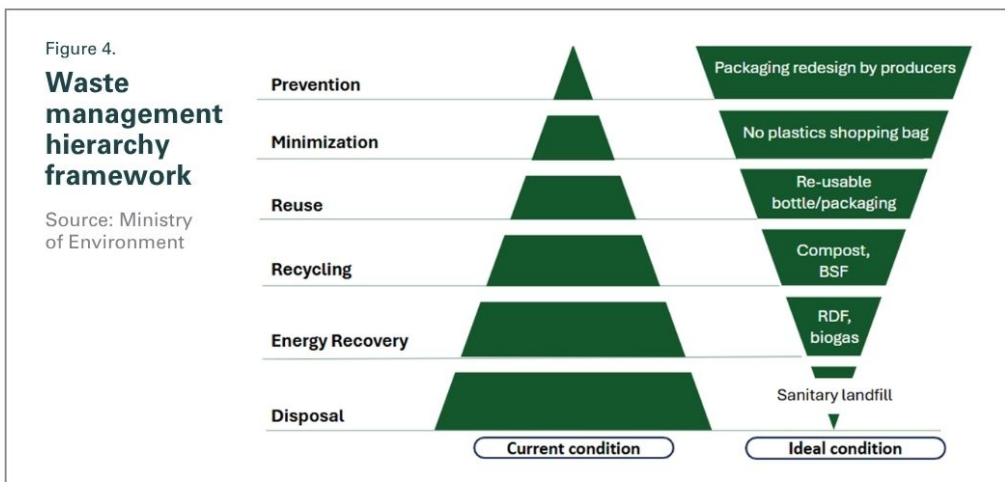 Figure 4.
Waste
management
hierarchy
framework
Source: Ministry
of Environment
Prevention
Minimization
Reuse
Recycling
Energy Recovery
Disposal
Packaging redesign by producers
No plastics shopping bag
Re-usable
bottle/packaging
Compost,
BSF
RDF,
biogas
Sanitary landfill
Current condition
Ideal condition